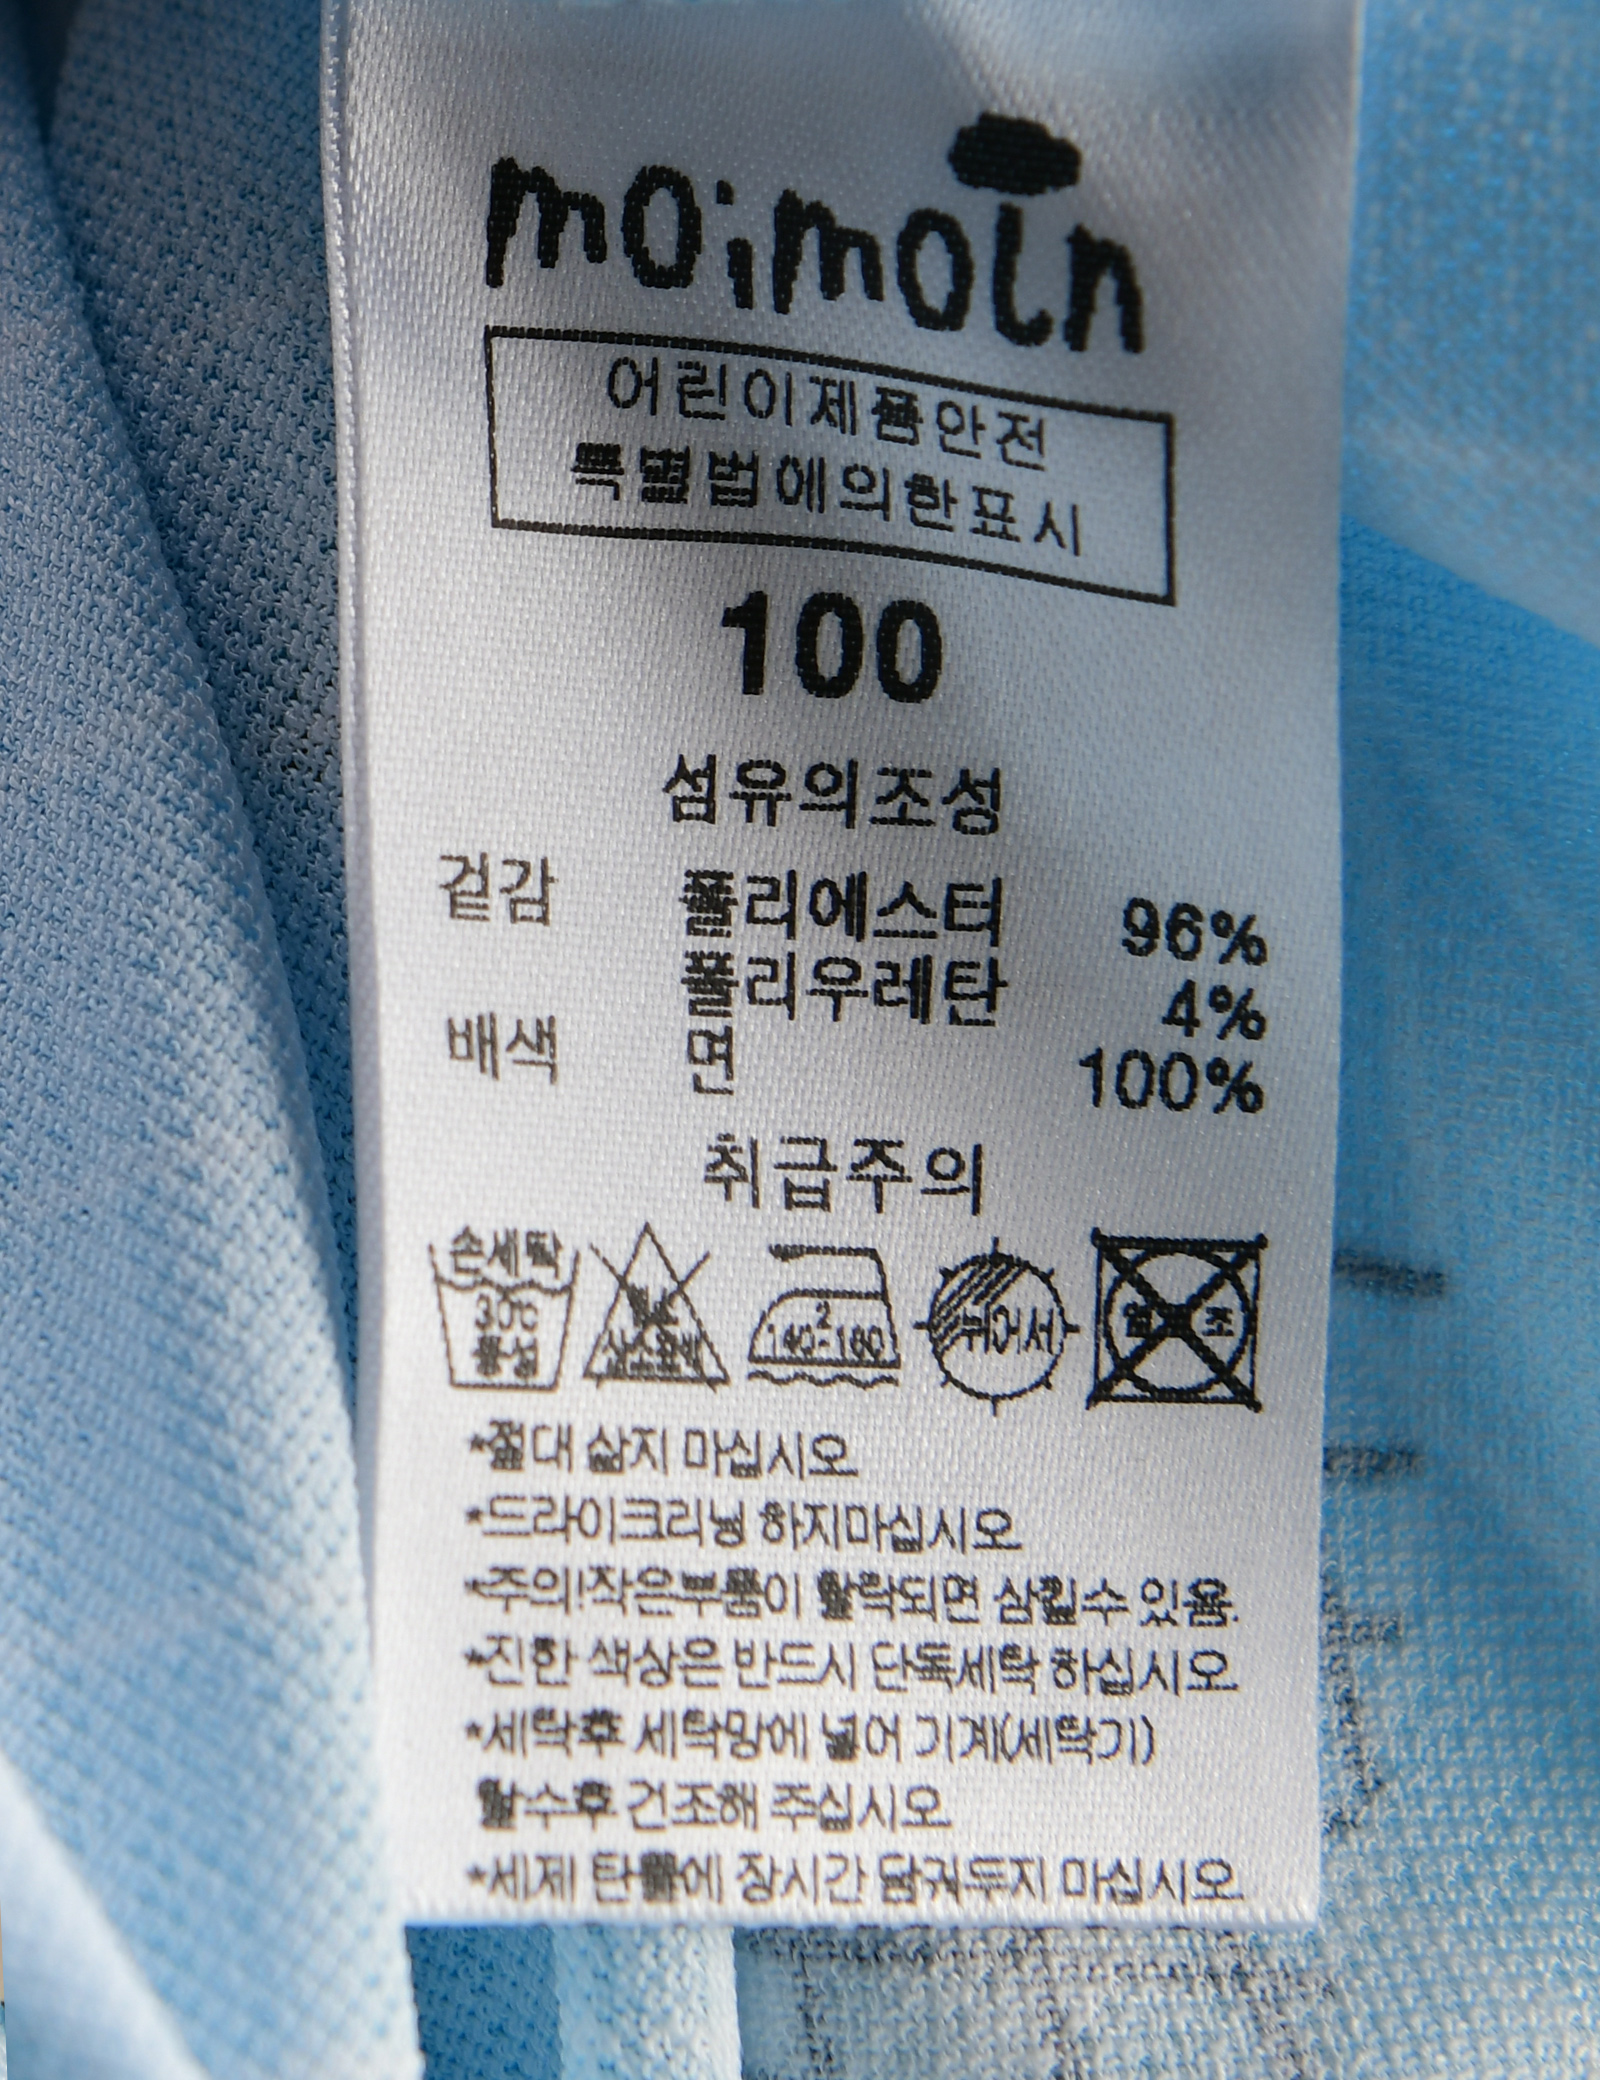 moimoln
어린이제품안전
특별법에의한표시
100
섬유의조성
겉감 폴리에스터 96%
폴리우레탄 4%
배색 면 100%
취급주의
손세탁
30℃
중성
염소
산소표백
2
140-160
뉘어서
건조
*절대 삶지 마십시오.
*드라이크리닝 하지마십시오.
*주의!작은부품이 탈락되면 삼킬수 있음.
*진한 색상은 반드시 단독세탁 하십시오.
*세탁후 세탁망에 넣어 기계(세탁기)
탈수후 건조해 주십시오.
*세제 탄물에 장시간 담궈두지 마십시오.